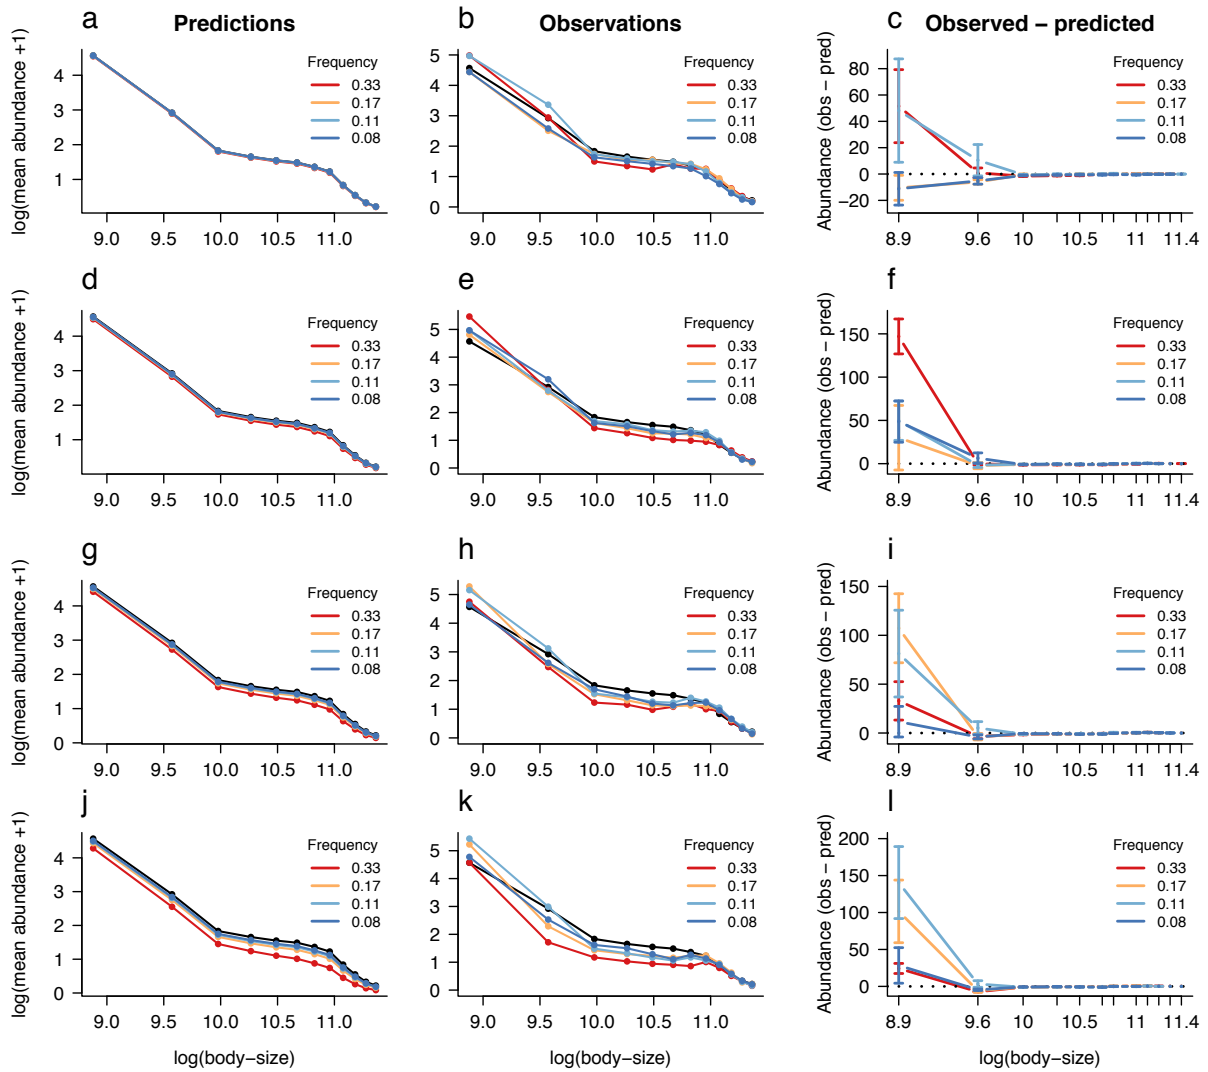 a Predictions
log(mean abundance +1)
4
3
2
1
9.0 9.5 10.0 10.5 11.0
Frequency
0.33
0.17
0.11
0.08
b Observations
5
4
3
2
1
0
9.0 9.5 10.0 10.5 11.0
Frequency
0.33
0.17
0.11
0.08
c Observed − predicted
Abundance (obs − pred)
80
60
40
20
0
−20
8.9 9.6 10 10.5 11 11.4
Frequency
0.33
0.17
0.11
0.08
d
log(mean abundance +1)
4
3
2
1
9.0 9.5 10.0 10.5 11.0
Frequency
0.33
0.17
0.11
0.08
e
5
4
3
2
1
0
9.0 9.5 10.0 10.5 11.0
Frequency
0.33
0.17
0.11
0.08
f
Abundance (obs − pred)
150
100
50
0
8.9 9.6 10 10.5 11 11.4
Frequency
0.33
0.17
0.11
0.08
g
log(mean abundance +1)
4
3
2
1
0
9.0 9.5 10.0 10.5 11.0
Frequency
0.33
0.17
0.11
0.08
h
5
4
3
2
1
0
9.0 9.5 10.0 10.5 11.0
Frequency
0.33
0.17
0.11
0.08
i
Abundance (obs − pred)
150
100
50
0
8.9 9.6 10 10.5 11 11.4
Frequency
0.33
0.17
0.11
0.08
j
log(mean abundance +1)
4
3
2
1
0
9.0 9.5 10.0 10.5 11.0
log(body−size)
Frequency
0.33
0.17
0.11
0.08
k
5
4
3
2
1
0
9.0 9.5 10.0 10.5 11.0
log(body−size)
Frequency
0.33
0.17
0.11
0.08
l
Abundance (obs − pred)
200
150
100
50
0
8.9 9.6 10 10.5 11 11.4
log(body−size)
Frequency
0.33
0.17
0.11
0.08